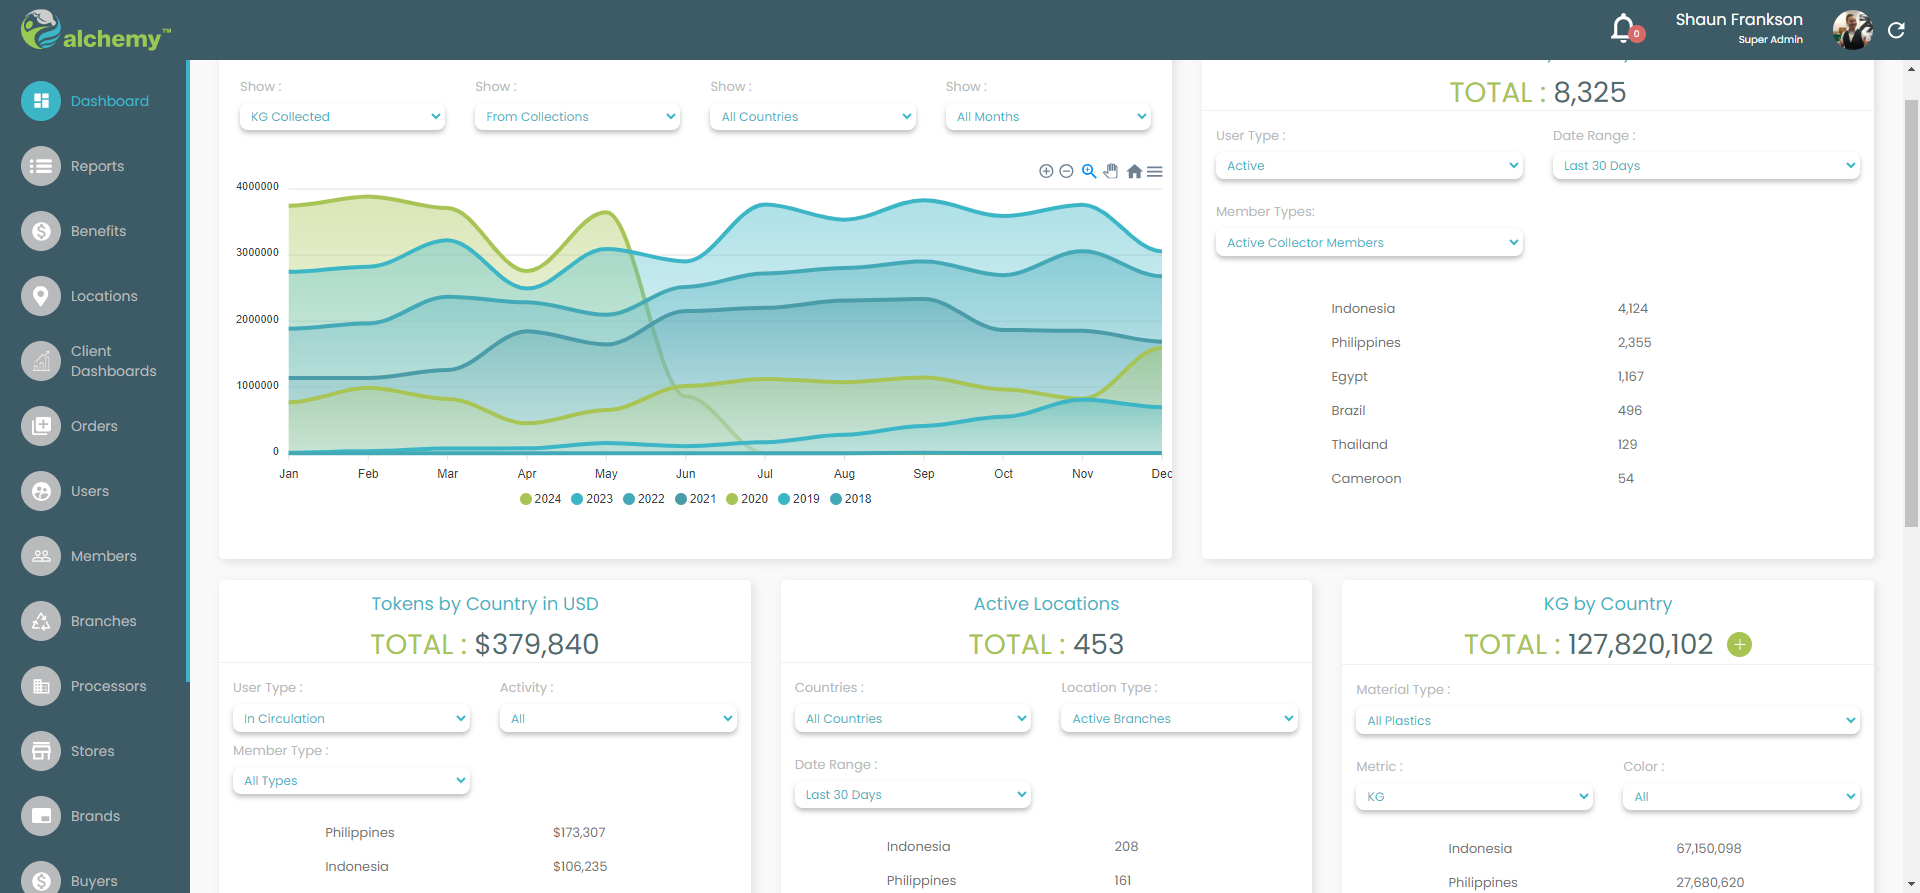 alchemy™
0
Shaun Frankson
Super Admin
Dashboard
Reports
Benefits
Locations
Client
Dashboards
Orders
Users
Members
Branches
Processors
Stores
Brands
Buyers
Show :
Show :
Show :
Show :
KG Collected
From Collections
All Countries
All Months
4000000
3000000
2000000
1000000
0
Jan Feb Mar Apr May Jun Jul Aug Sep Oct Nov Dec
2024 2023 2022 2021 2020 2019 2018
TOTAL : 8,325
User Type :
Date Range :
Active
Last 30 Days
Member Types:
Active Collector Members
Indonesia 4,124
Philippines 2,355
Egypt 1,167
Brazil 496
Thailand 129
Cameroon 54
Tokens by Country in USD
TOTAL : $379,840
User Type :
Activity :
In Circulation
All
Member Type :
All Types
Philippines $173,307
Indonesia $106,235
Active Locations
TOTAL : 453
Countries :
Location Type :
All Countries
Active Branches
Date Range :
Last 30 Days
Indonesia 208
Philippines 161
KG by Country
TOTAL : 127,820,102
Material Type :
All Plastics
Metric :
Color :
KG
All
Indonesia 67,150,098
Philippines 27,680,620